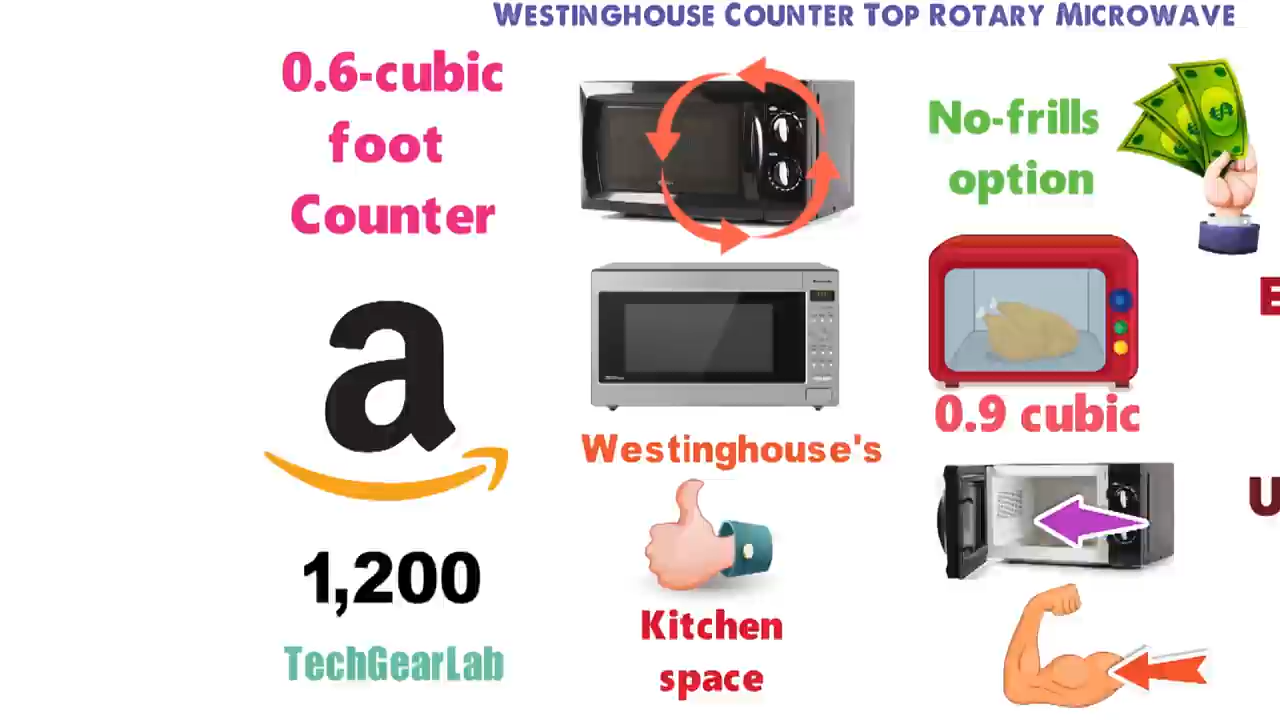 WESTINGHOUSE COUNTER TOP ROTARY MICROWAVE
0.6-cubic
foot
Counter
No-frills
option
a
0.9 cubic
Westinghouse's
1,200
Kitchen
space
TechGearLab
E
U